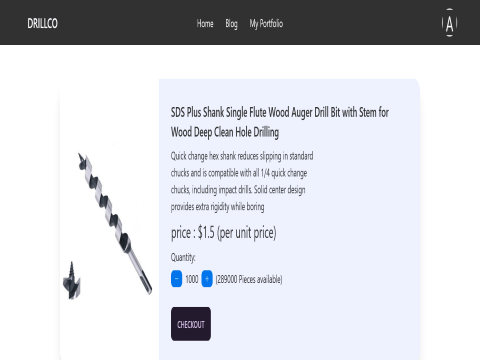 DRILLCO
Home Blog My Portfolio
A
SDS Plus Shank Single Flute Wood Auger Drill Bit with Stem for
Wood Deep Clean Hole Drilling
Quick change hex shank reduces slipping in standard
chucks and is compatible with all 1/4 quick change
chucks, including impact drills. Solid center design
provides extra rigidity while boring
price : $1.5 (per unit price)
Quantity:
- 1000 + (289000 Pieces available)
CHECKOUT